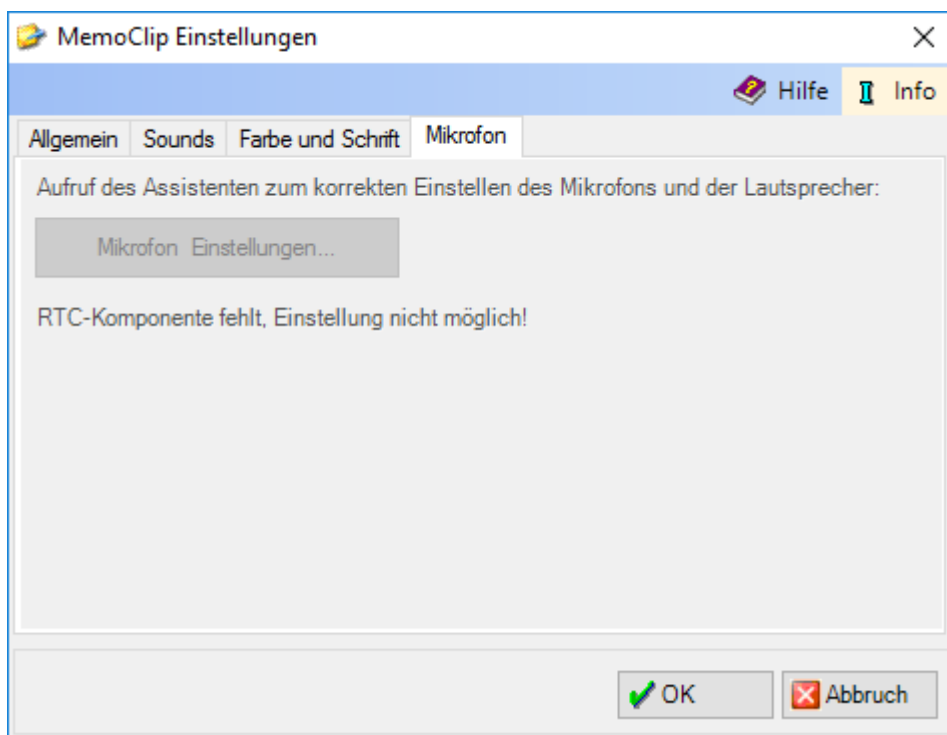 MemoClip Einstellungen
Hilfe Info
Allgemein Sounds Farbe und Schrift Mikrofon
Aufruf des Assistenten zum korrekten Einstellen des Mikrofons und der Lautsprecher:
Mikrofon Einstellungen...
RTC-Komponente fehlt, Einstellung nicht möglich!
OK Abbruch